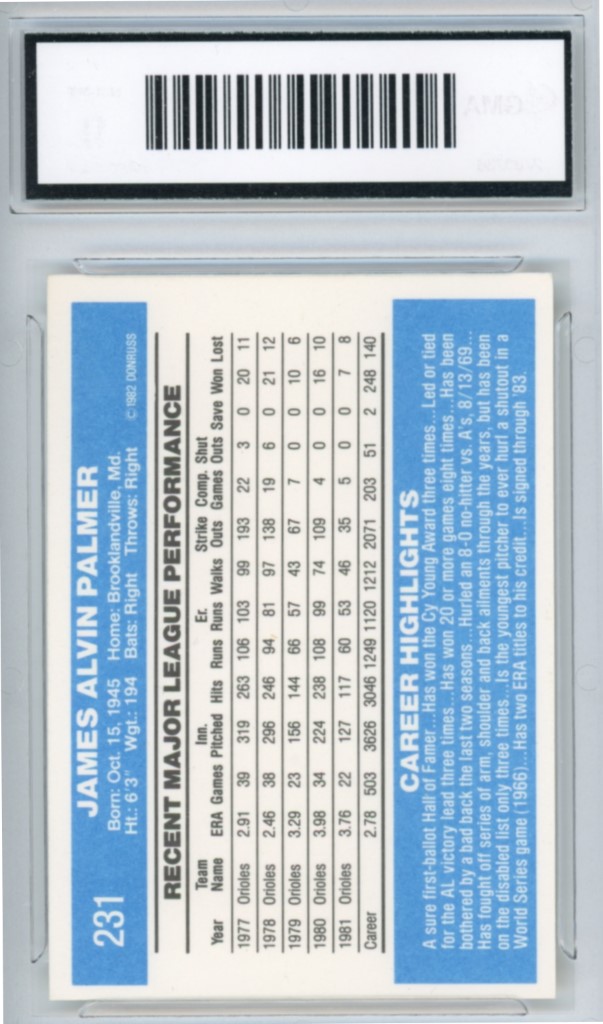 231 JAMES ALVIN PALMER
Born: Oct. 15, 1945 Home: Brooklandville, Md.
Ht.: 6'3" Wgt.: 194 Bats: Right Throws: Right © 1982 DONRUSS
RECENT MAJOR LEAGUE PERFORMANCE
Team Inn. Er. Strike Comp. Shut
Year Name ERA Games Pitched Hits Runs Runs Walks Outs Games Outs Save Won Lost
1977 Orioles 2.91 39 319 263 106 103 99 193 22 3 0 20 11
1978 Orioles 2.46 38 296 246 94 81 97 138 19 6 0 21 12
1979 Orioles 3.29 23 156 144 66 57 43 67 7 0 0 10 6
1980 Orioles 3.98 34 224 238 108 99 74 109 4 0 0 16 10
1981 Orioles 3.76 22 127 117 60 53 46 35 5 0 0 7 8
Career 2.78 503 3626 3046 1249 1120 1212 2071 203 51 2 248 140
CAREER HIGHLIGHTS
A sure first-ballot Hall of Famer...Has won the Cy Young Award three times...Led or tied
for the AL victory lead three times...Has won 20 or more games eight times...Has been
bothered by a bad back the last two seasons...Hurled an 8-0 no-hitter vs. A's, 8/13/69...
Has fought off series of arm, shoulder and back ailments through the years, but has been
on the disabled list only three times...Is the youngest pitcher to ever hurl a shutout in a
World Series game (1966)...Has two ERA titles to his credit...Is signed through '83.